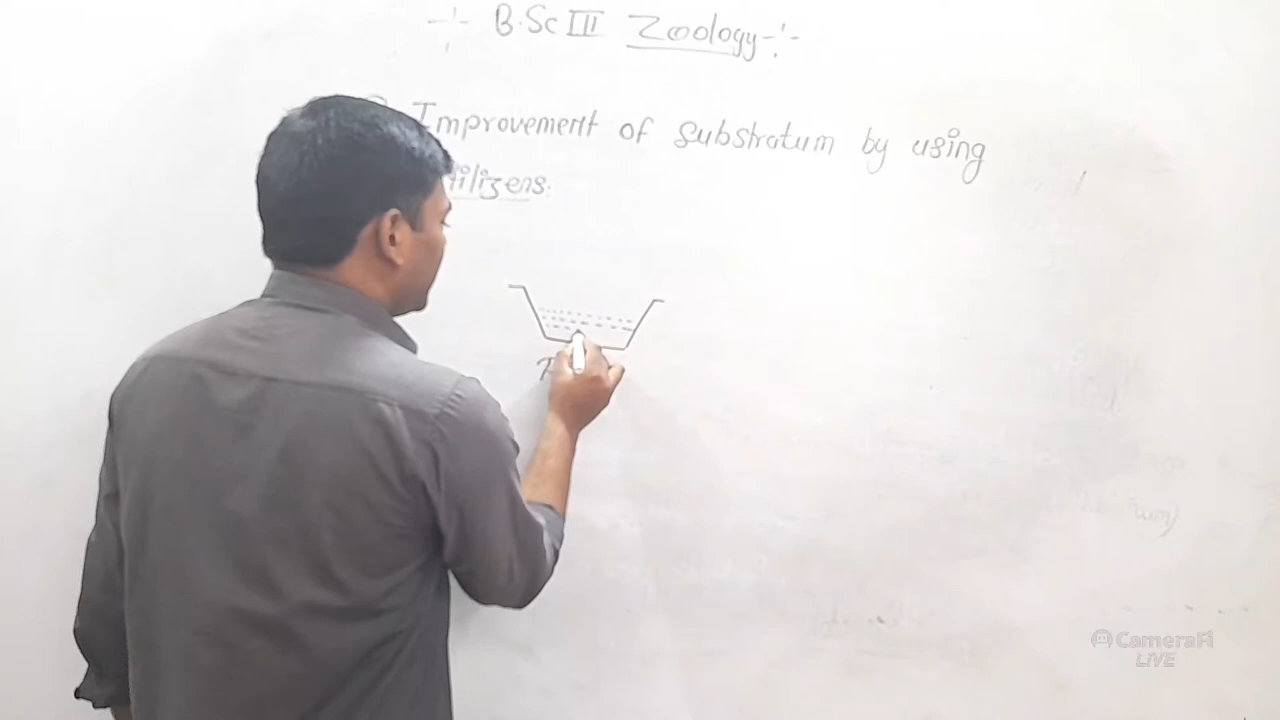 B.Sc III Zoology
Improvement of substratum by using
tilizers.
CameraFi
LIVE